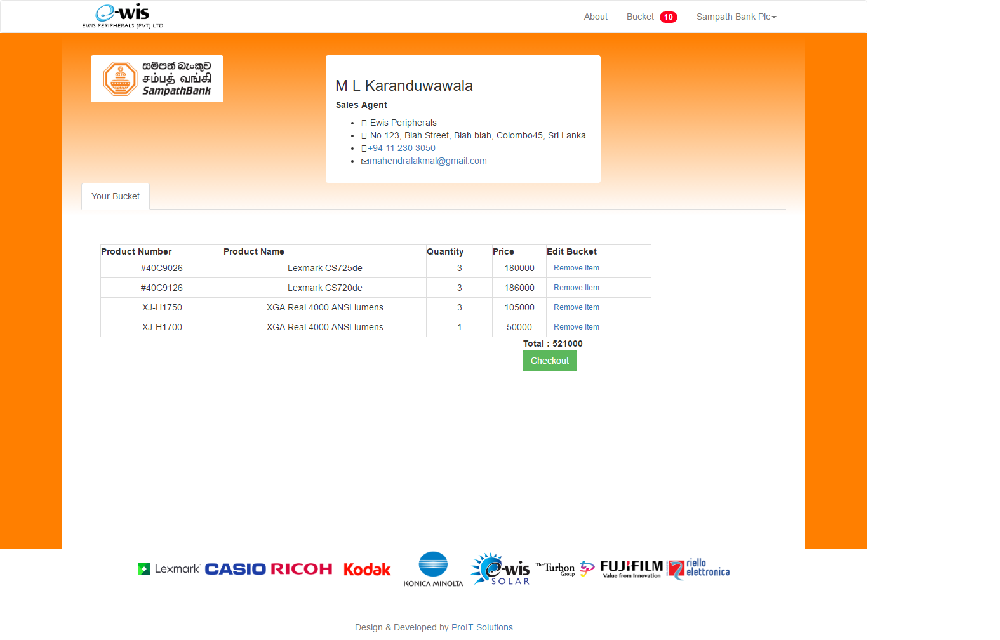 e-wis
EWIS PERIPHERALS (PVT) LTD
About
Bucket 10
Sampath Bank Plc
සම්පත් බැංකුව
சம்பத் வங்கி
SampathBank
M L Karanduwawala
Sales Agent
Ewis Peripherals
No.123, Blah Street, Blah blah, Colombo45, Sri Lanka
+94 11 230 3050
mahendralakmal@gmail.com
Your Bucket
Product Number Product Name Quantity Price Edit Bucket
#40C9026 Lexmark CS725de 3 180000 Remove Item
#40C9126 Lexmark CS720de 3 186000 Remove Item
XJ-H1750 XGA Real 4000 ANSI lumens 3 105000 Remove Item
XJ-H1700 XGA Real 4000 ANSI lumens 1 50000 Remove Item
Total : 521000
Checkout
Lexmark™
CASIO
RICOH
Kodak
KONICA MINOLTA
e-wis
SOLAR
The Turbon
Group
FUJIFILM
Value from Innovation
riello
elettronica
Design & Developed by ProIT Solutions